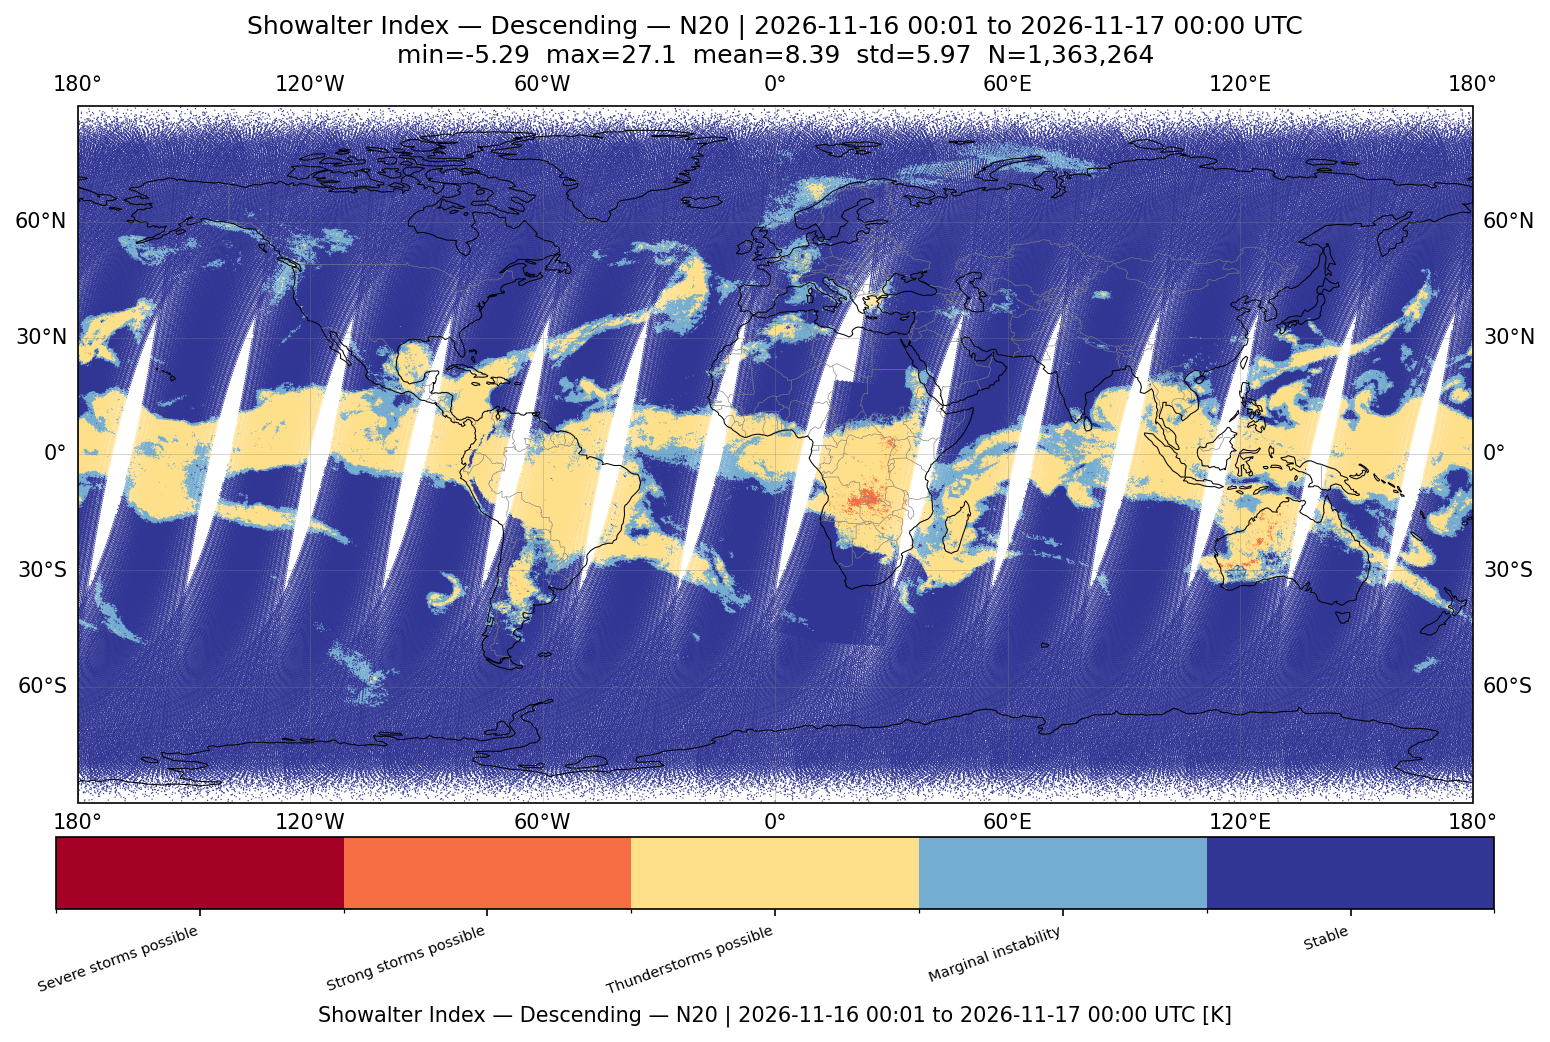 Showalter Index — Descending — N20 | 2026-11-16 00:01 to 2026-11-17 00:00 UTC
min=-5.29 max=27.1 mean=8.39 std=5.97 N=1,363,264
180° 120°W 60°W 0° 60°E 120°E 180°
60°N 60°N
30°N 30°N
0° 0°
30°S 30°S
60°S 60°S
180° 120°W 60°W 0° 60°E 120°E 180°
Severe storms possible Strong storms possible Thunderstorms possible Marginal instability Stable
Showalter Index — Descending — N20 | 2026-11-16 00:01 to 2026-11-17 00:00 UTC [K]